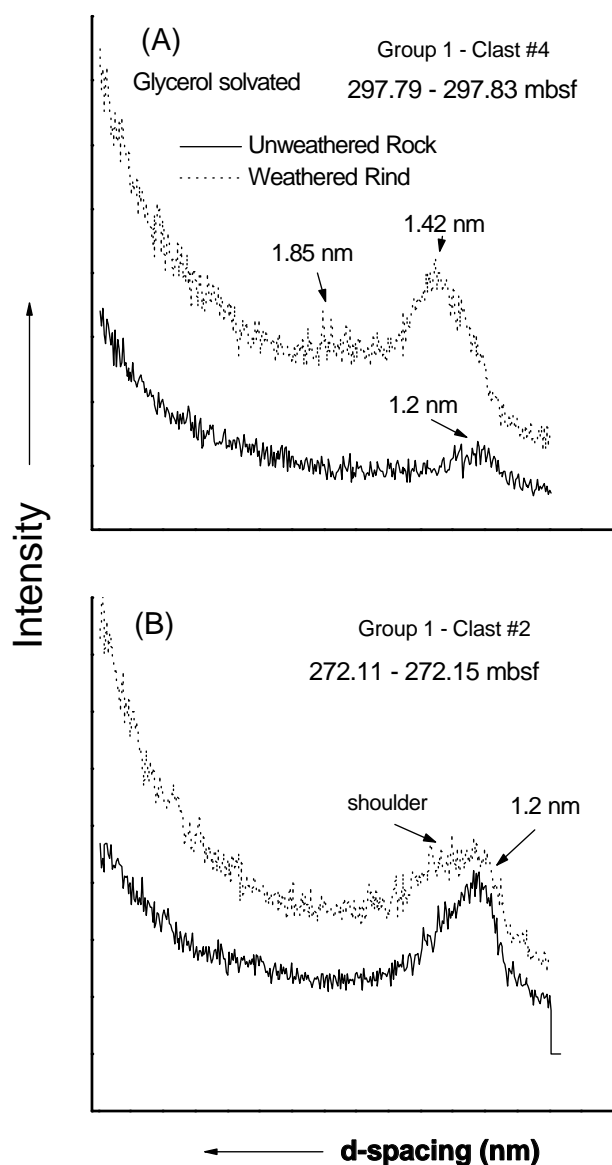 (A)
Group 1 - Clast #4
Glycerol solvated
297.79 - 297.83 mbsf
Unweathered Rock
Weathered Rind
1.42 nm
1.85 nm
1.2 nm
Intensity
(B)
Group 1 - Clast #2
272.11 - 272.15 mbsf
shoulder
1.2 nm
d-spacing (nm)